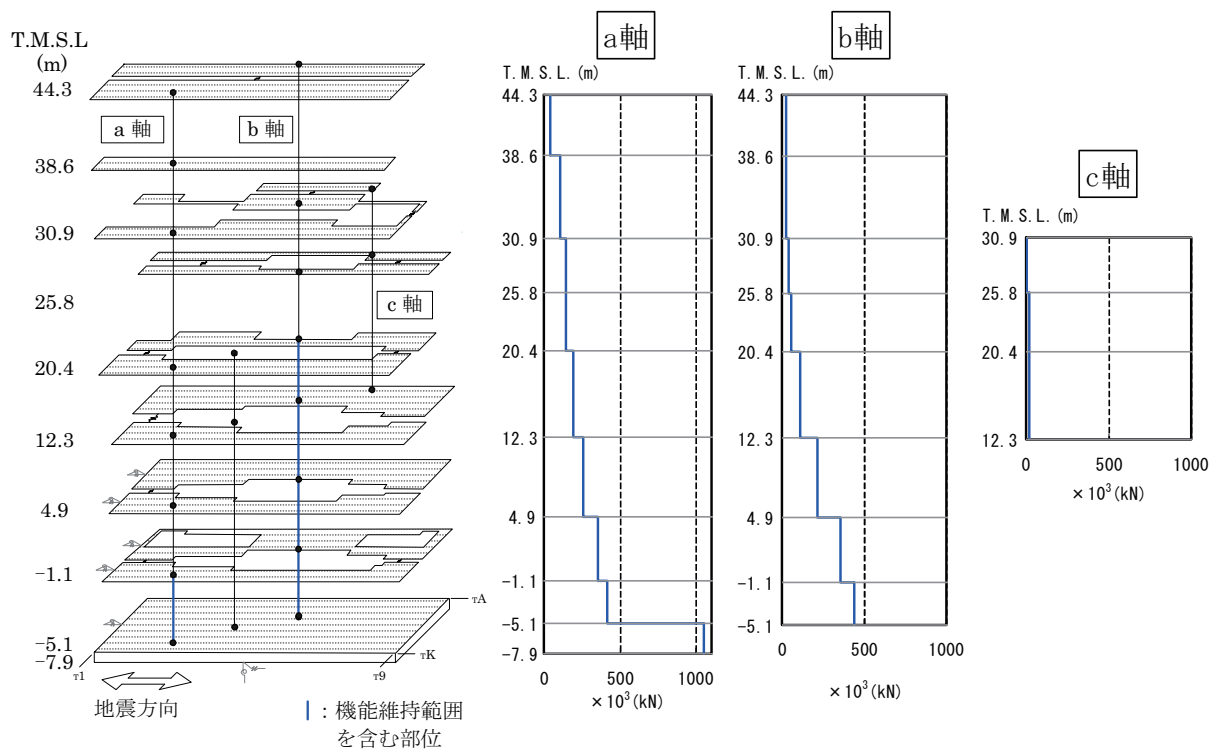 T.M.S.L
(m)
44.3
38.6
30.9
25.8
20.4
12.3
4.9
-1.1
-5.1
-7.9
a 軸
b 軸
c 軸
τA
τK
τ1
τ9
地震方向
：機能維持範囲
を含む部位
a軸
T. M. S. L. (m)
44. 3
38. 6
30. 9
25. 8
20. 4
12. 3
4. 9
-1. 1
-5. 1
-7. 9
0 500 1000
×10³(kN)
b軸
T. M. S. L. (m)
44. 3
38. 6
30. 9
25. 8
20. 4
12. 3
4. 9
-1. 1
-5. 1
0 500 1000
×10³(kN)
c軸
T. M. S. L. (m)
30. 9
25. 8
20. 4
12. 3
0 500 1000
×10³(kN)